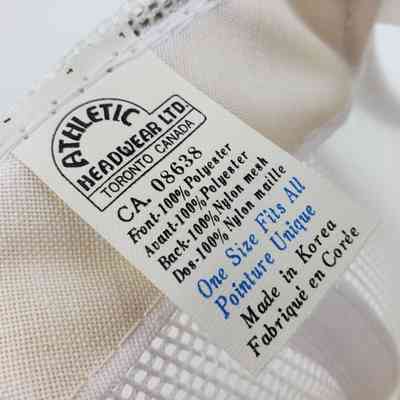 ATHLETIC
HEADWEAR LTD.
TORONTO CANADA
CA. 08638
Front-100% Polyester
Avant-100% Polyester
Back-100% Nylon mesh
Dos-100% Nylon maille
One Size Fits All
Pointure Unique
Made in Korea
Fabriqué en Corée